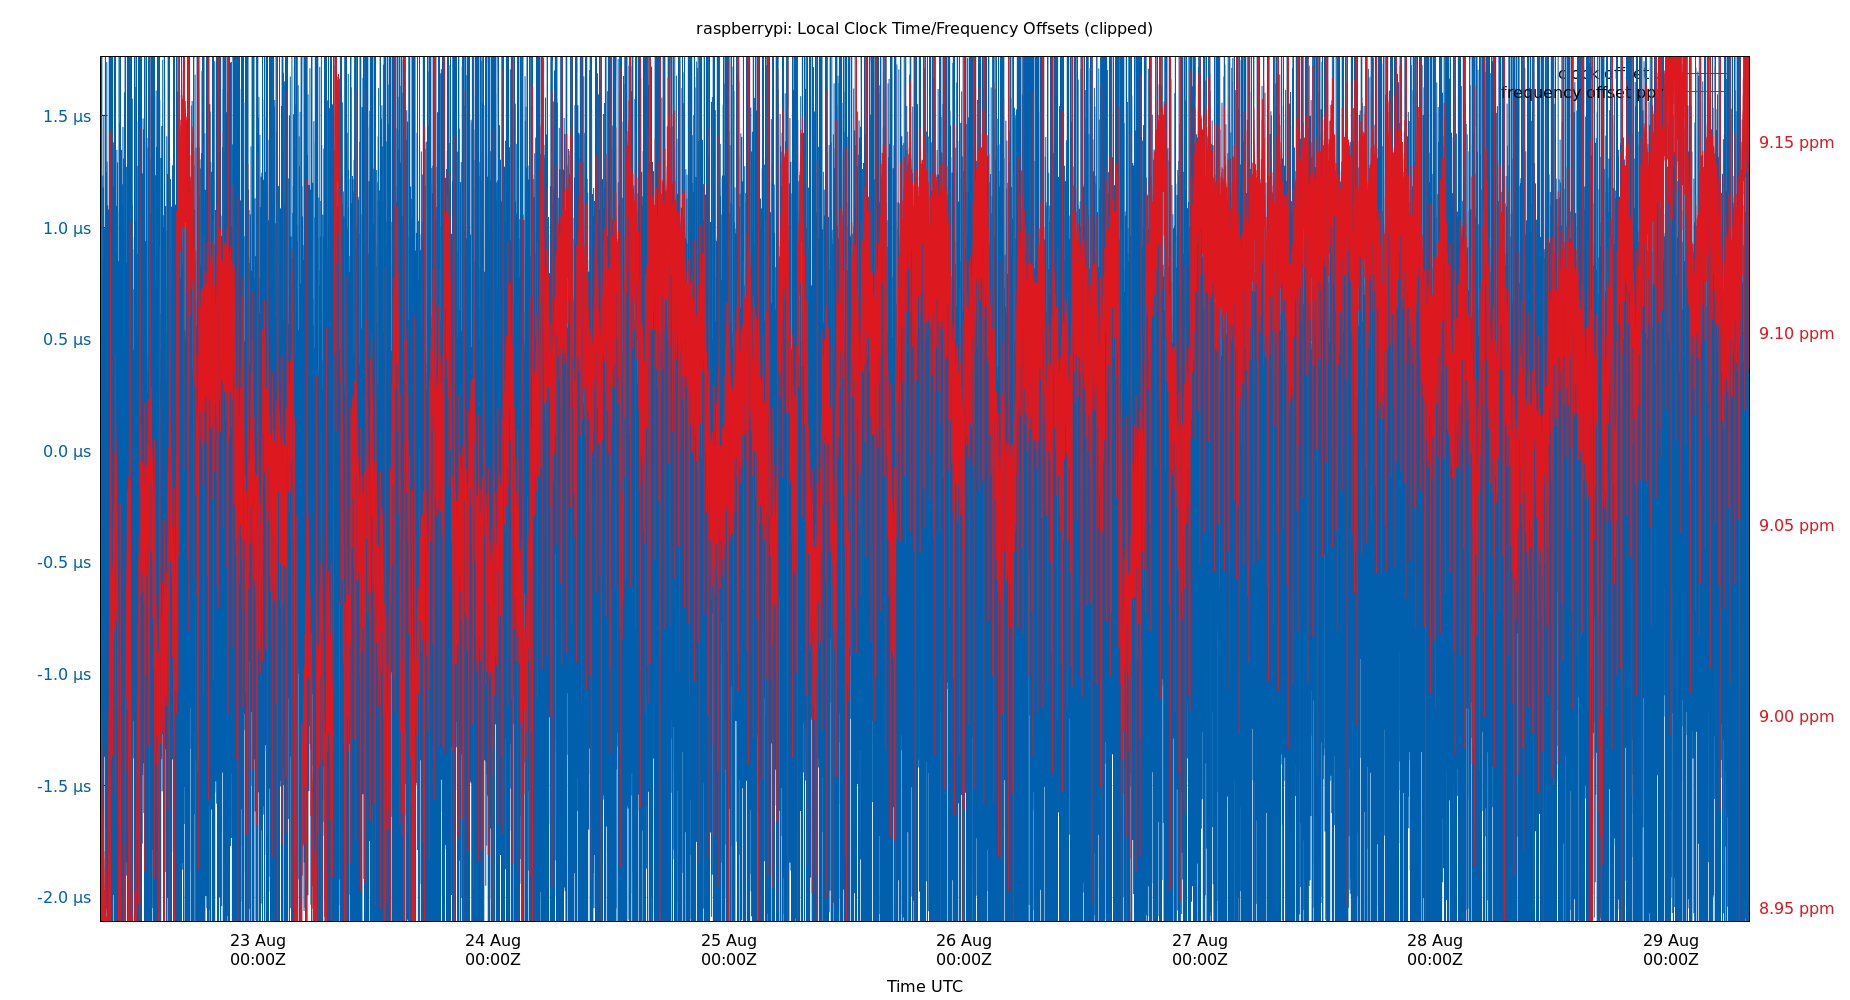 raspberrypi: Local Clock Time/Frequency Offsets (clipped)
clock offset
frequency offset
1.5 µs
1.0 µs
0.5 µs
0.0 µs
-0.5 µs
-1.0 µs
-1.5 µs
-2.0 µs
9.15 ppm
9.10 ppm
9.05 ppm
9.00 ppm
8.95 ppm
23 Aug 24 Aug 25 Aug 26 Aug 27 Aug 28 Aug 29 Aug
00:00Z 00:00Z 00:00Z 00:00Z 00:00Z 00:00Z 00:00Z
Time UTC